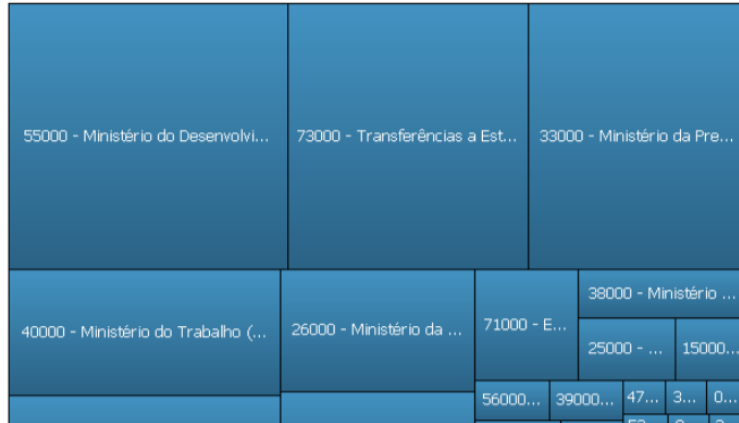 55000 - Ministério do Desenvolvi...
73000 - Transferências a Est...
33000 - Ministério da Pre...
40000 - Ministério do Trabalho (...
26000 - Ministério da ...
71000 - E...
38000 - Ministério ...
25000 - ...
15000...
56000...
39000...
47...
3...
0...